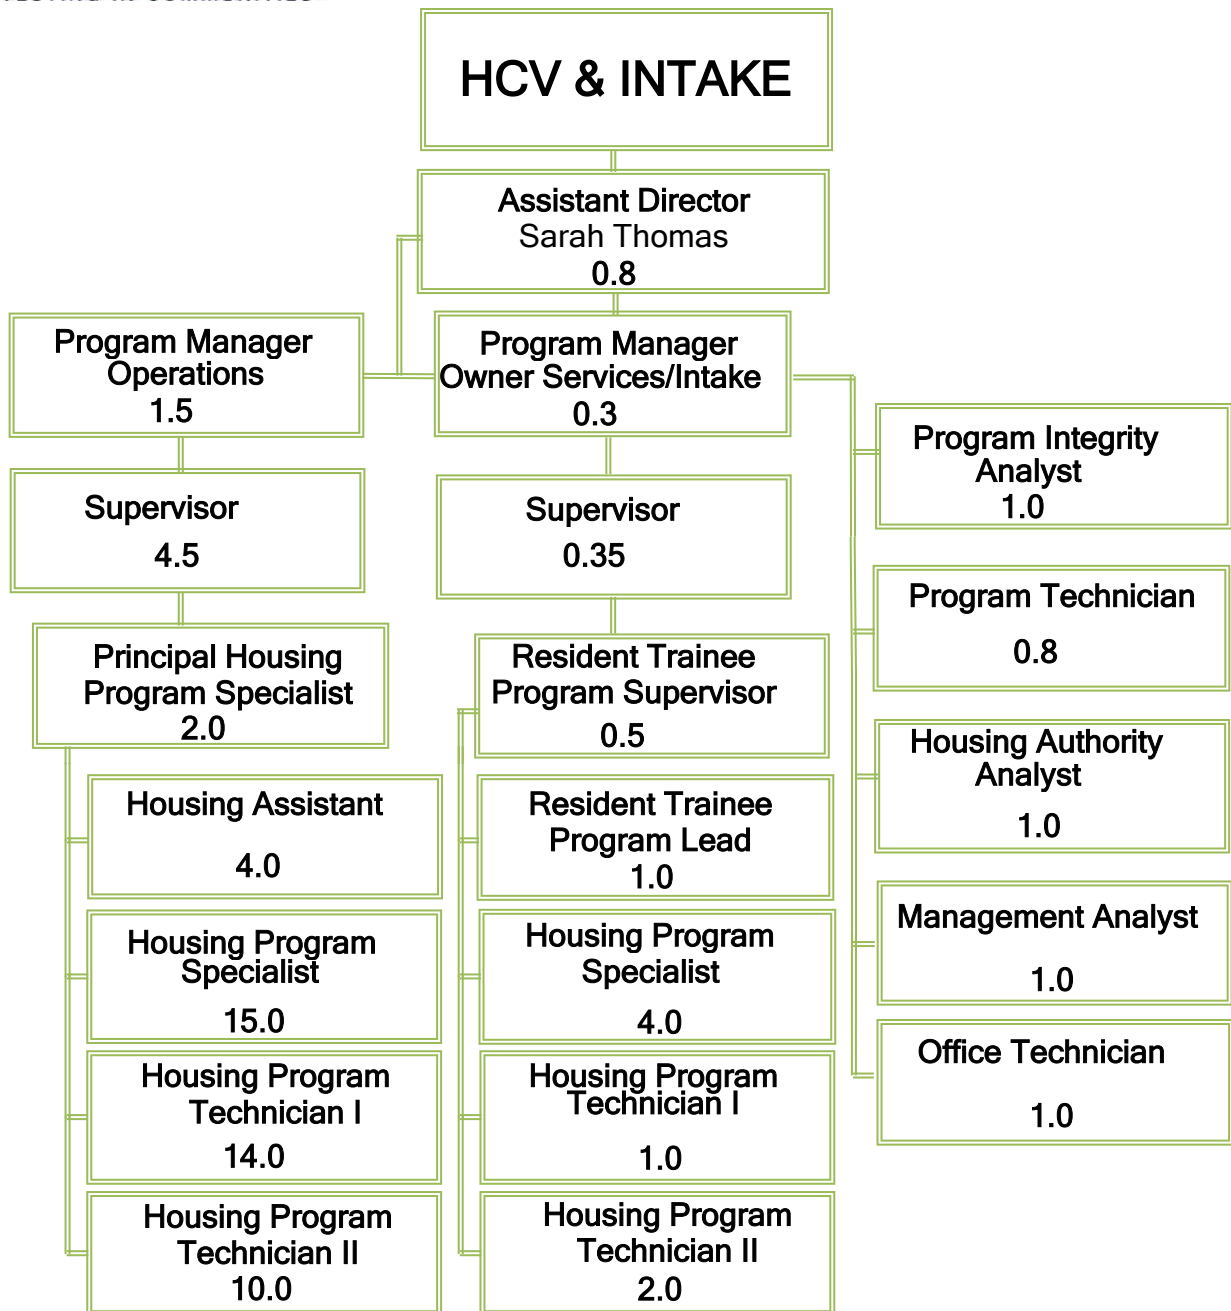 HCV & INTAKE
Assistant Director
Sarah Thomas
0.8
Program Manager
Operations
1.5
Program Manager
Owner Services/Intake
0.3
Supervisor
4.5
Supervisor
0.35
Principal Housing
Program Specialist
2.0
Resident Trainee
Program Supervisor
0.5
Housing Assistant
4.0
Housing Program
Specialist
15.0
Housing Program
Technician I
14.0
Housing Program
Technician II
10.0
Resident Trainee
Program Lead
1.0
Housing Program
Specialist
4.0
Housing Program
Technician I
1.0
Housing Program
Technician II
2.0
Program Integrity
Analyst
1.0
Program Technician
0.8
Housing Authority
Analyst
1.0
Management Analyst
1.0
Office Technician
1.0